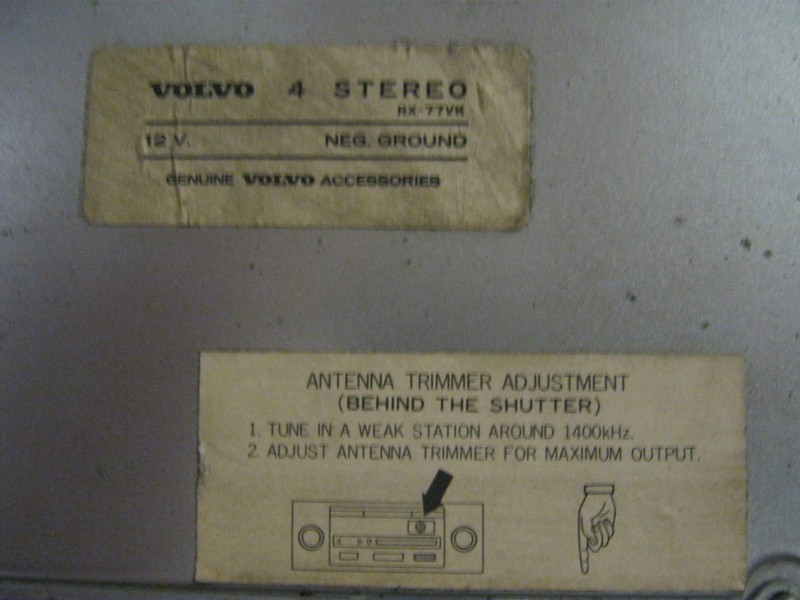 VOLVO 4 STEREO
RX-77VH
12 V. NEG. GROUND
GENUINE VOLVO ACCESSORIES
ANTENNA TRIMMER ADJUSTMENT
(BEHIND THE SHUTTER)
1. TUNE IN A WEAK STATION AROUND 1400kHz.
2. ADJUST ANTENNA TRIMMER FOR MAXIMUM OUTPUT.